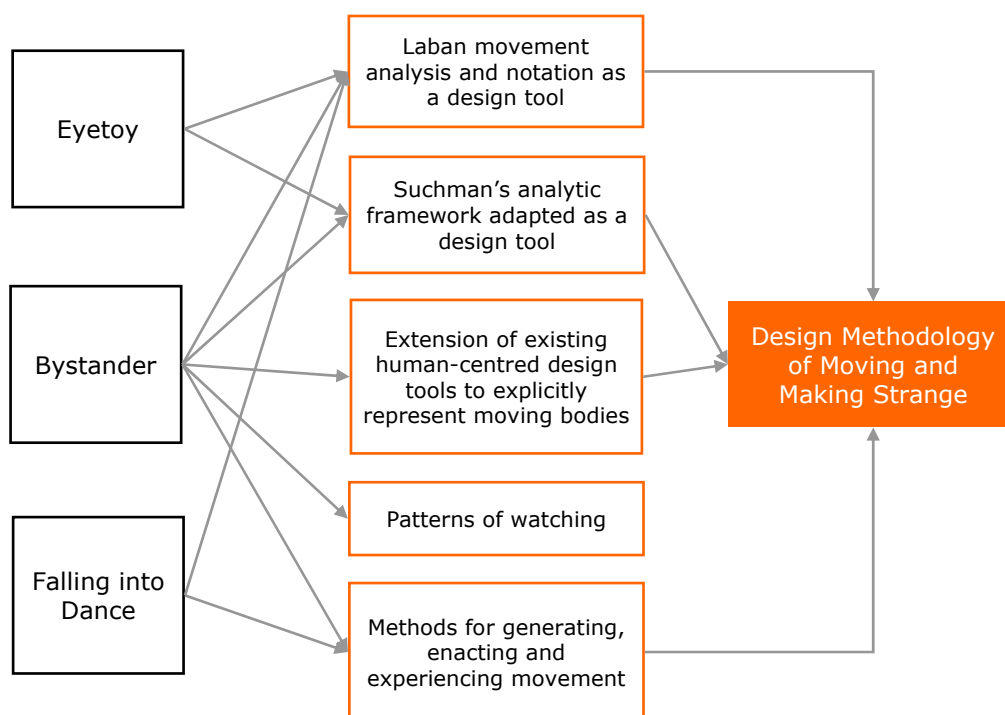 Eyetoy
Bystander
Falling into
Dance
Laban movement
analysis and notation as
a design tool
Suchman’s analytic
framework adapted as a
design tool
Extension of existing
human-centred design
tools to explicitly
represent moving bodies
Patterns of watching
Methods for generating,
enacting and
experiencing movement
Design Methodology
of Moving and
Making Strange